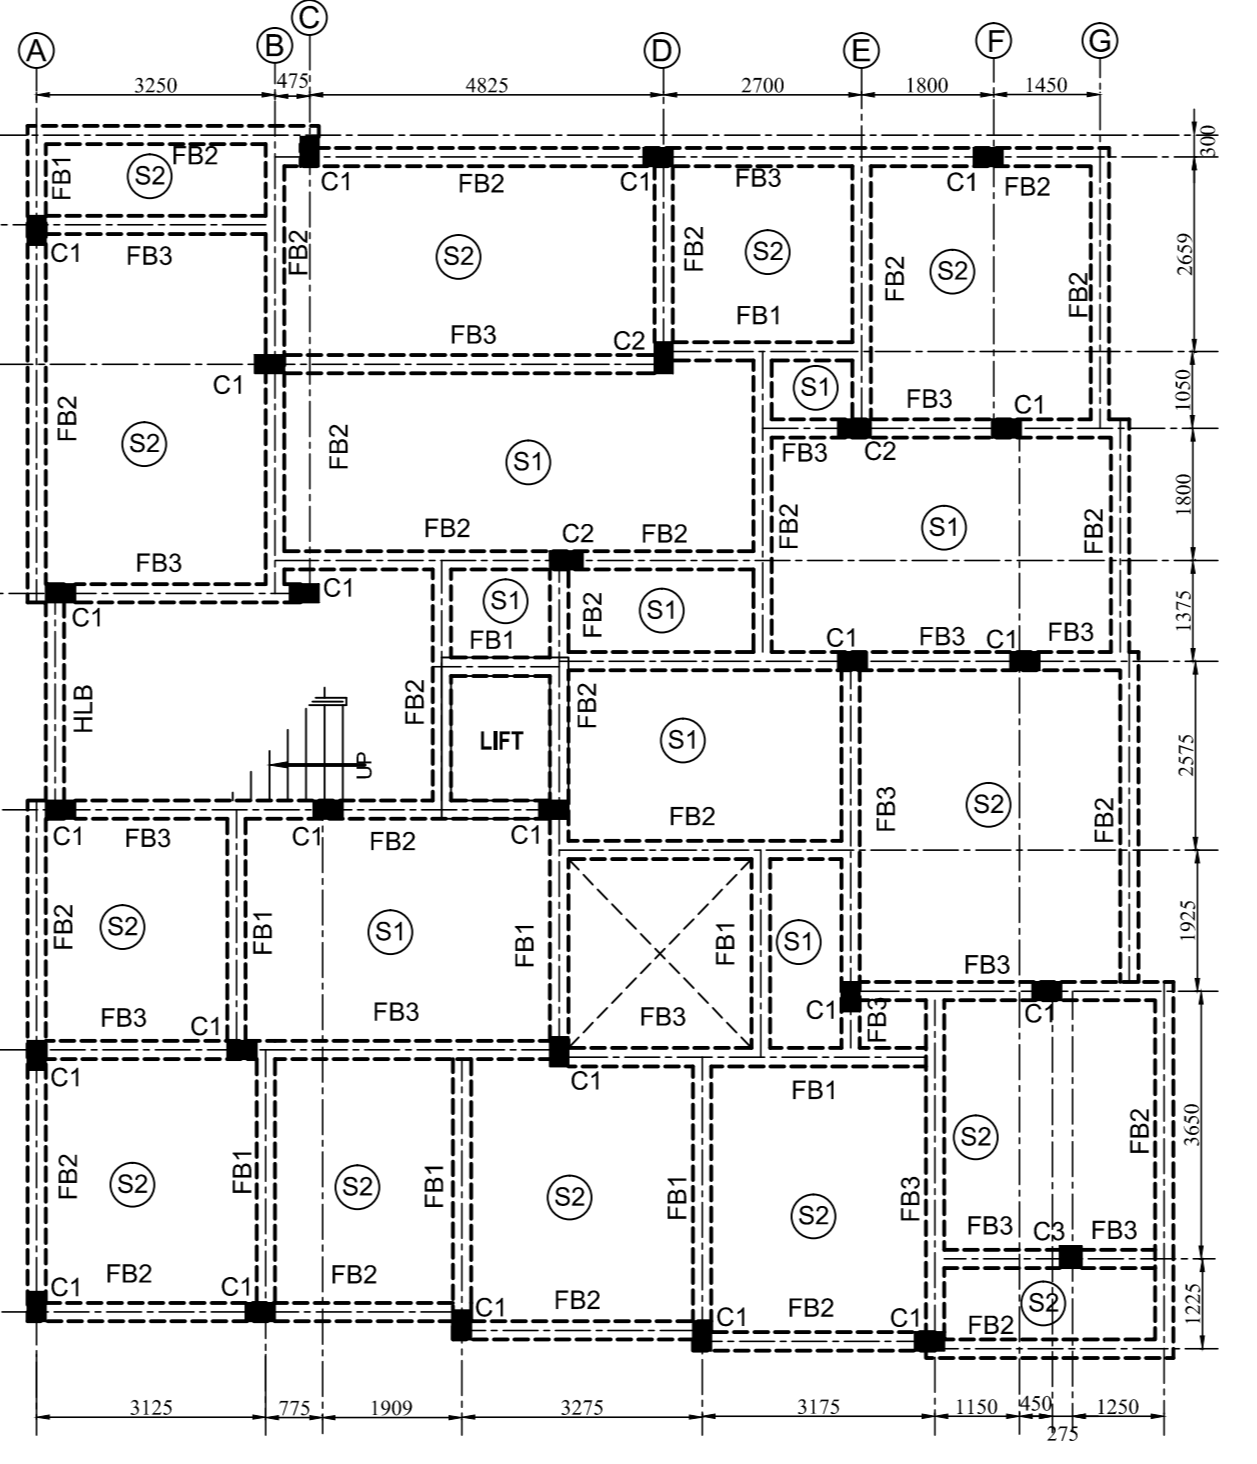 C
A
B
D
E
F
G
3250
475
4825
2700
1800
1450
300
FB2
FB1
S2
C1
FB2
C1
FB3
C1
FB2
C1
FB3
FB2
S2
FB2
S2
FB2
S2
FB2
FB2
2659
FB3
C2
FB1
C1
S1
FB3
C1
1050
FB2
S2
FB2
S1
FB3
C2
FB2
S1
FB2
1800
FB2
C2
FB2
FB3
C1
C1
S1
FB1
FB2
S1
C1
FB3
C1
FB3
1375
HLB
FB2
LIFT
FB2
S1
UP
2575
FB2
FB3
S2
FB2
C1
FB3
C1
FB2
C1
FB2
S2
FB1
S1
FB1
FB1
S1
1925
FB3
C1
FB3
FB3
C1
FB3
FB3
C1
C1
C1
FB1
FB2
S2
FB1
S2
FB1
S2
FB1
S2
FB3
S2
FB2
3650
FB3
C3
FB3
C1
FB2
C1
FB2
C1
FB2
C1
FB2
C1
S2
FB2
1225
3125
775
1909
3275
3175
1150
450
275
1250